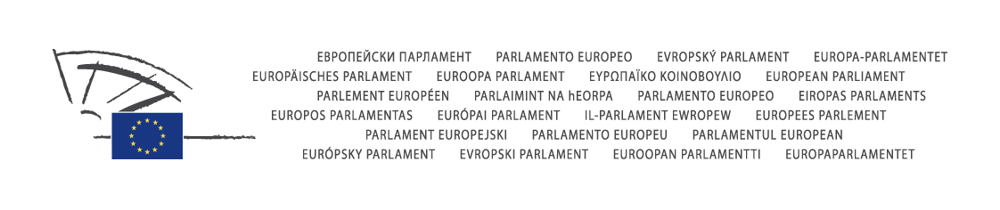 ЕВРОПЕЙСКИ ПАРЛАМЕНТ PARLAMENTO EUROPEO EVROPSKÝ PARLAMENT EUROPA-PARLAMENTET
EUROPÄISCHES PARLAMENT EUROOPA PARLAMENT ΕΥΡΩΠΑÏΚΟ ΚΟΙΝΟΒΟΥΛΙΟ EUROPEAN PARLIAMENT
PARLEMENT EUROPÉEN PARLAIMINT NA hEORPA PARLAMENTO EUROPEO EIROPAS PARLAMENTS
EUROPOS PARLAMENTAS EURÓPAI PARLAMENT IL-PARLAMENT EWROPEW EUROPEES PARLEMENT
PARLAMENT EUROPEJSKI PARLAMENTO EUROPEU PARLAMENTUL EUROPEAN
EURÓPSKY PARLAMENT EVROPSKI PARLAMENT EUROOPAN PARLAMENTTI EUROPAPARLAMENTET